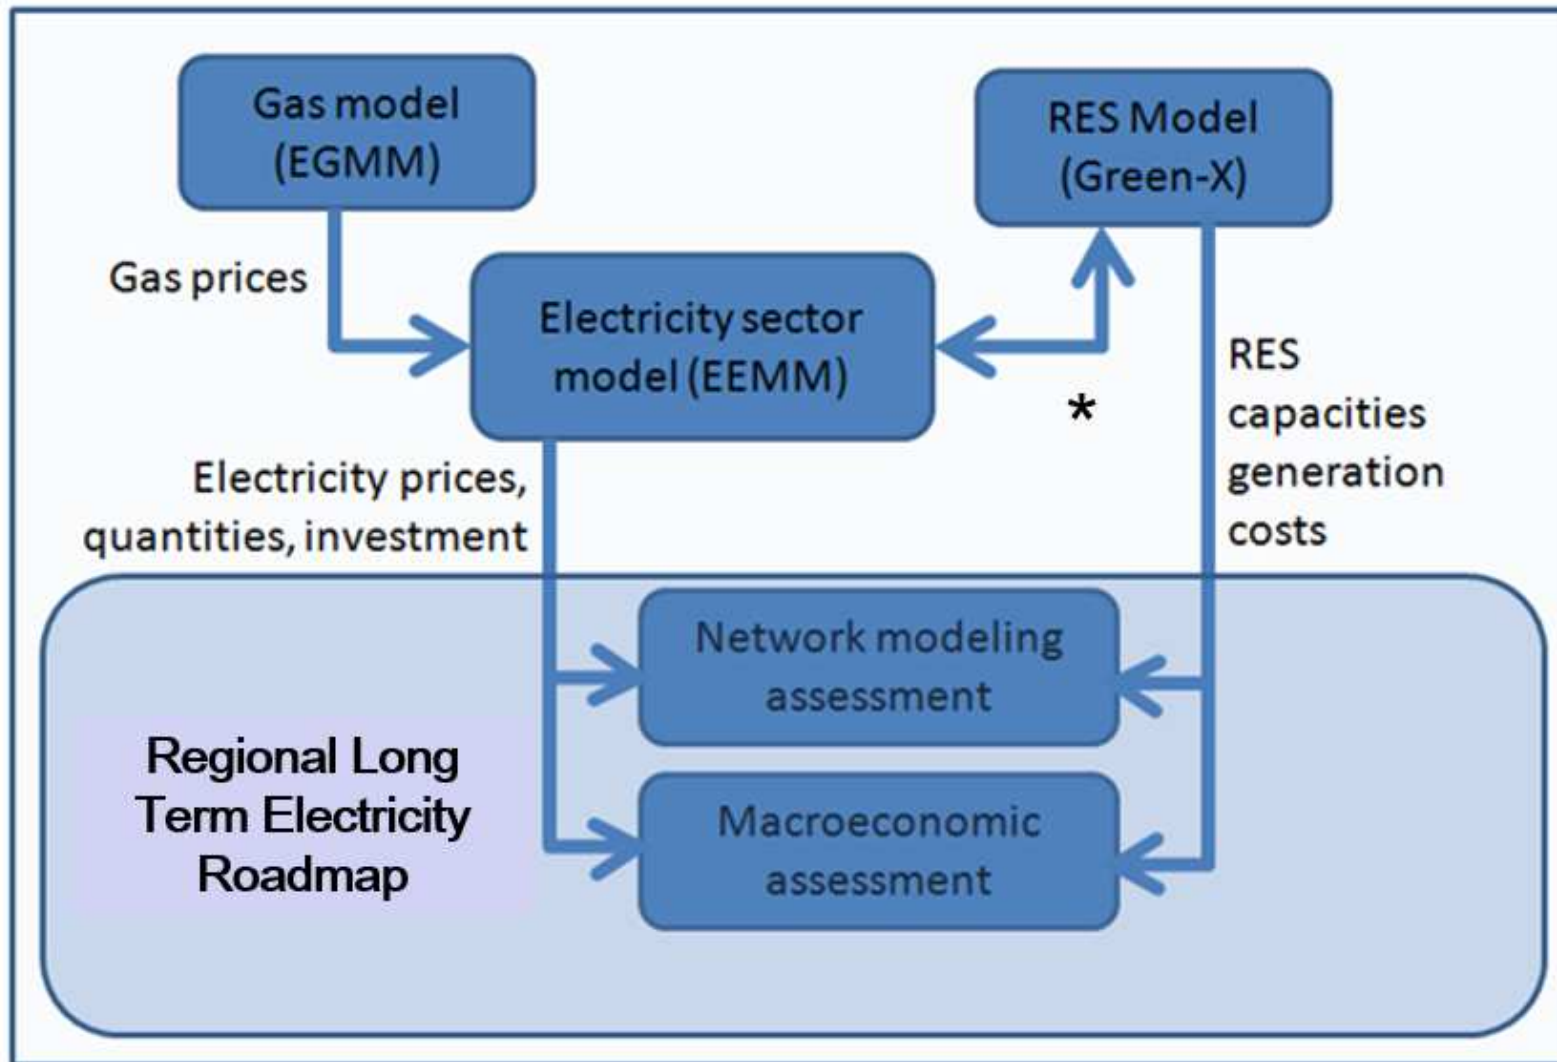 Gas model
(EGMM)
RES Model
(Green-X)
Gas prices
Electricity sector
model (EEMM)
*
RES
capacities
generation
costs
Electricity prices,
quantities, investment
Network modeling
assessment
Regional Long
Term Electricity
Roadmap
Macroeconomic
assessment